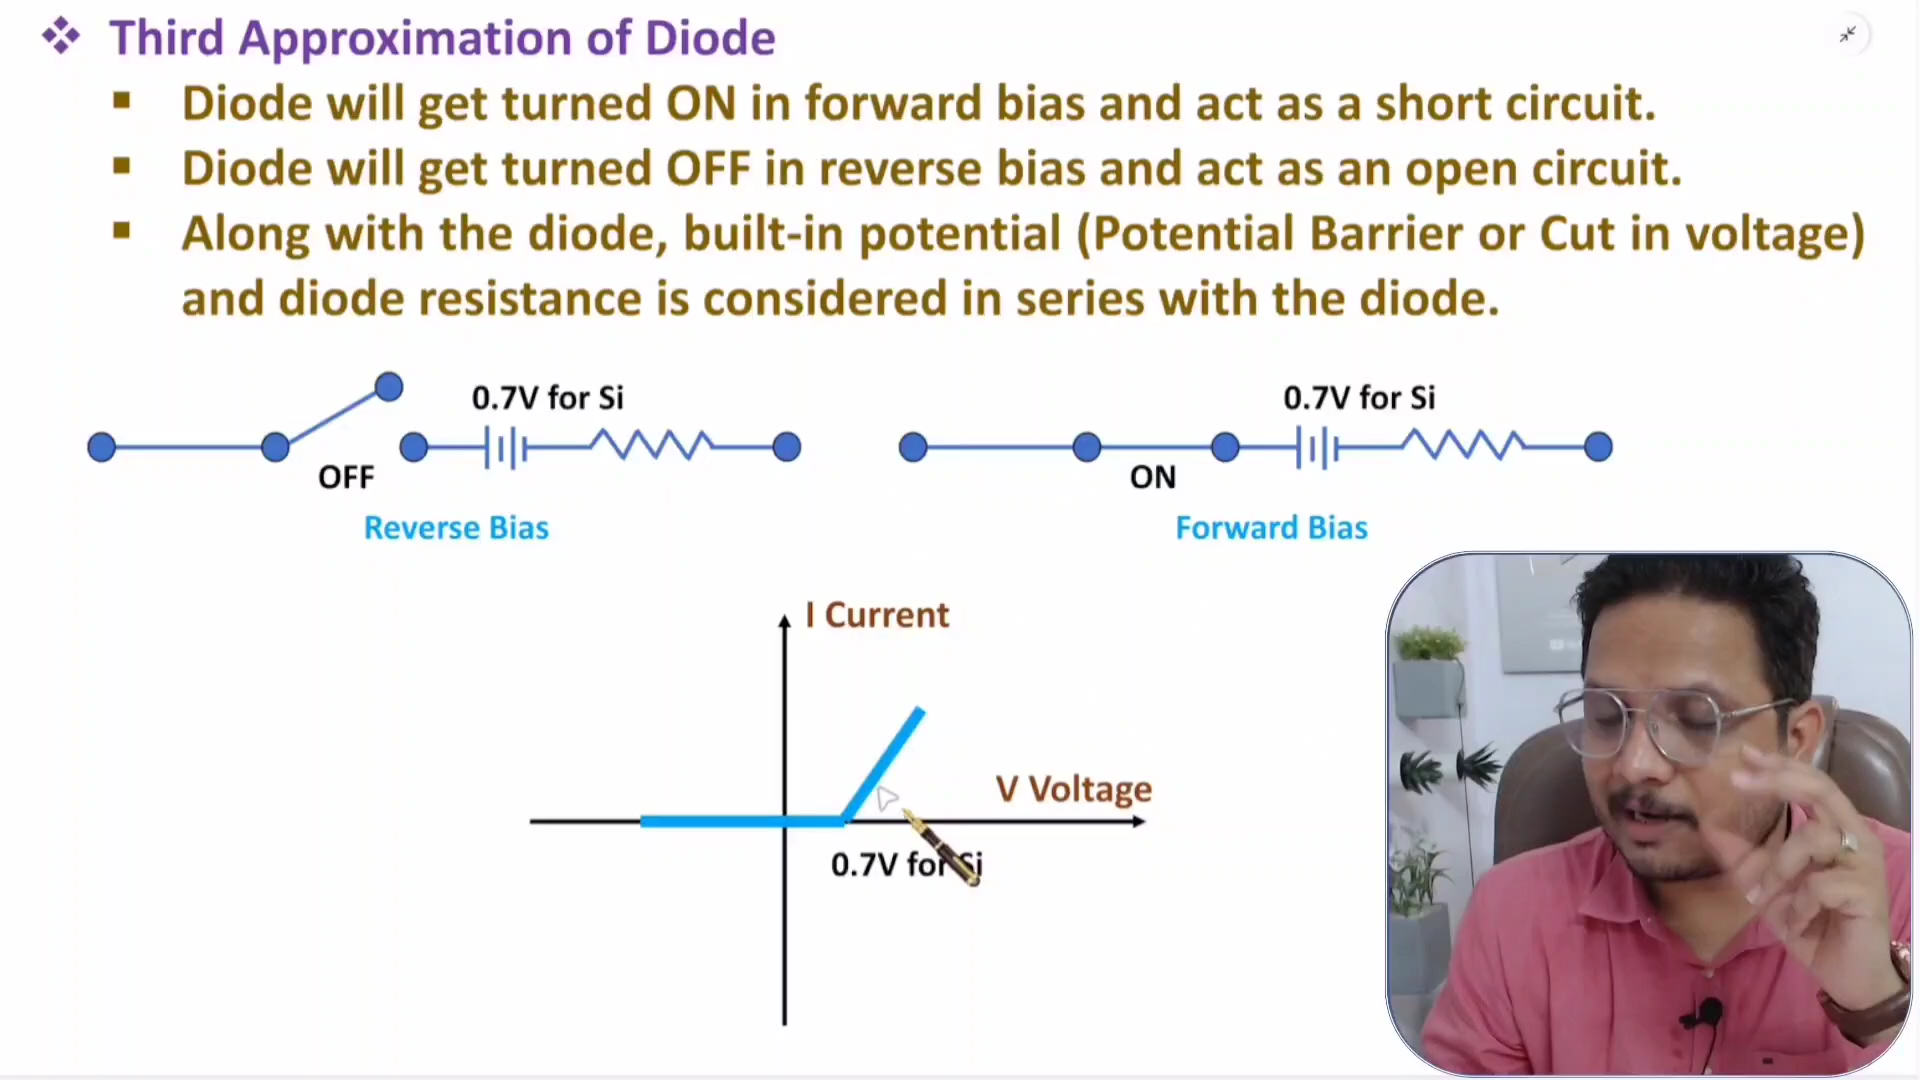 Third Approximation of Diode
Diode will get turned ON in forward bias and act as a short circuit.
Diode will get turned OFF in reverse bias and act as an open circuit.
Along with the diode, built-in potential (Potential Barrier or Cut in voltage)
and diode resistance is considered in series with the diode.
0.7V for Si
OFF
Reverse Bias
0.7V for Si
ON
Forward Bias
I Current
V Voltage
0.7V for Si